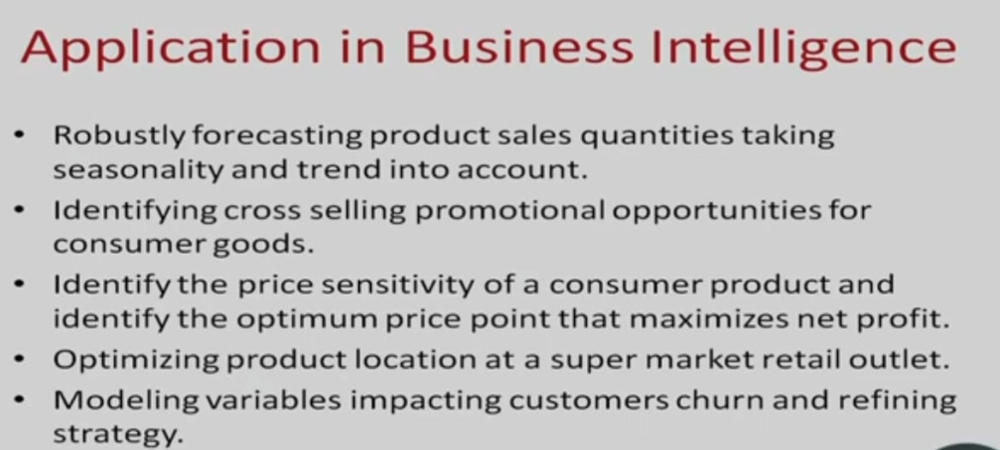 Application in Business Intelligence
• Robustly forecasting product sales quantities taking
seasonality and trend into account.
• Identifying cross selling promotional opportunities for
consumer goods.
• Identify the price sensitivity of a consumer product and
identify the optimum price point that maximizes net profit.
• Optimizing product location at a super market retail outlet.
• Modeling variables impacting customers churn and refining
strategy.